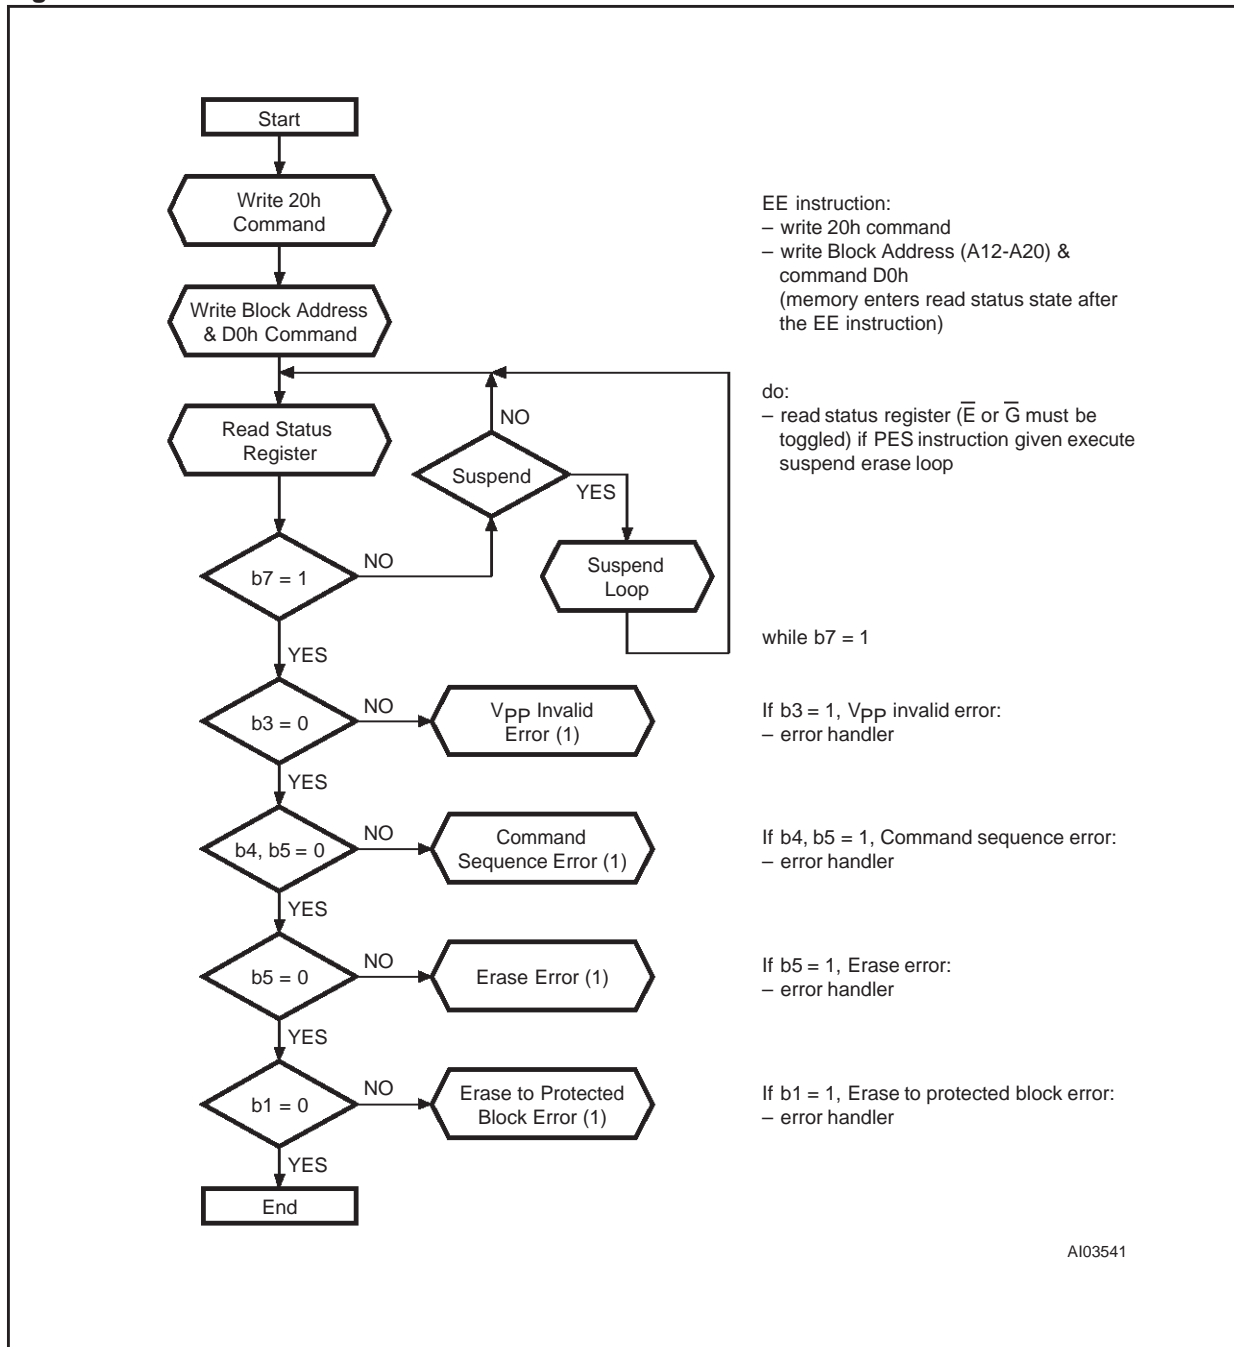 Start
Write 20h
Command
EE instruction:
– write 20h command
– write Block Address (A12-A20) &
command D0h
(memory enters read status state after
the EE instruction)
Write Block Address
& D0h Command
do:
– read status register (E̅ or G̅ must be
toggled) if PES instruction given execute
suspend erase loop
NO
Read Status
Register
Suspend
YES
NO
b7 = 1
Suspend
Loop
while b7 = 1
YES
NO
b3 = 0
VPP Invalid
Error (1)
If b3 = 1, VPP invalid error:
– error handler
YES
NO
b4, b5 = 0
Command
Sequence Error (1)
If b4, b5 = 1, Command sequence error:
– error handler
YES
NO
b5 = 0
Erase Error (1)
If b5 = 1, Erase error:
– error handler
YES
NO
b1 = 0
Erase to Protected
Block Error (1)
If b1 = 1, Erase to protected block error:
– error handler
YES
End
AI03541